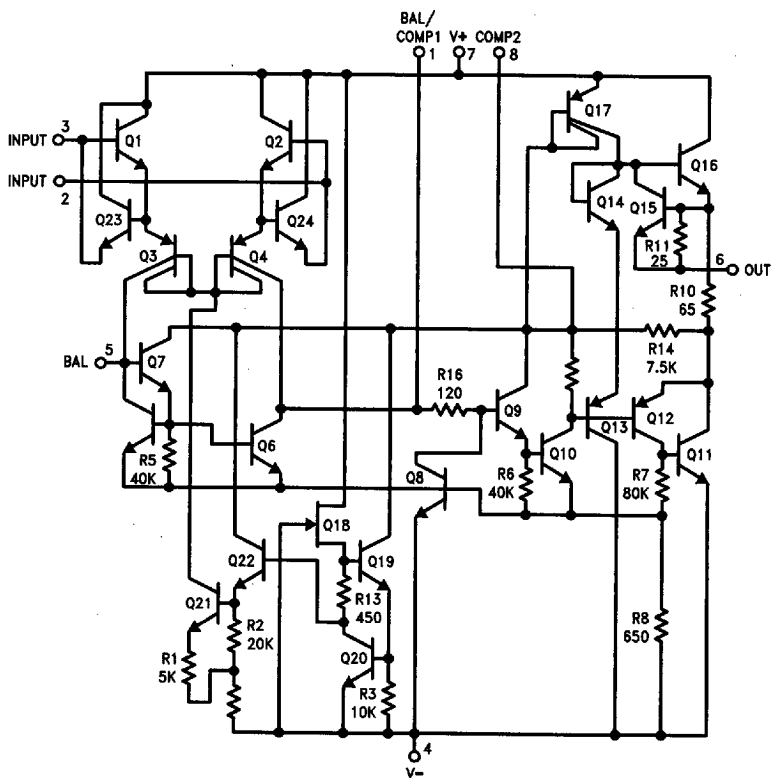 BAL/
COMP1 V+ COMP2
1 7 8
Q17
INPUT 3
Q1
Q2
Q16
INPUT
2
Q14
Q15
Q23
Q24
R11
25
6
OUT
Q3
Q4
R10
65
5
BAL
Q7
R14
7.5K
R16
120
Q9
Q13
Q12
Q11
Q6
Q10
R5
40K
Q8
R6
40K
R7
80K
Q18
Q22
Q19
Q21
R2
20K
R13
450
R8
650
R1
5K
Q20
R3
10K
4
V-